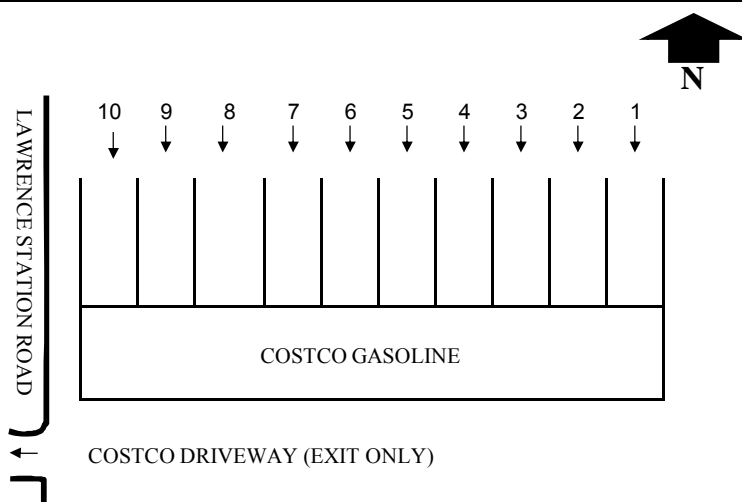 N
10 9 8 7 6 5 4 3 2 1
LAWRENCE STATION ROAD
COSTCO GASOLINE
COSTCO DRIVEWAY (EXIT ONLY)